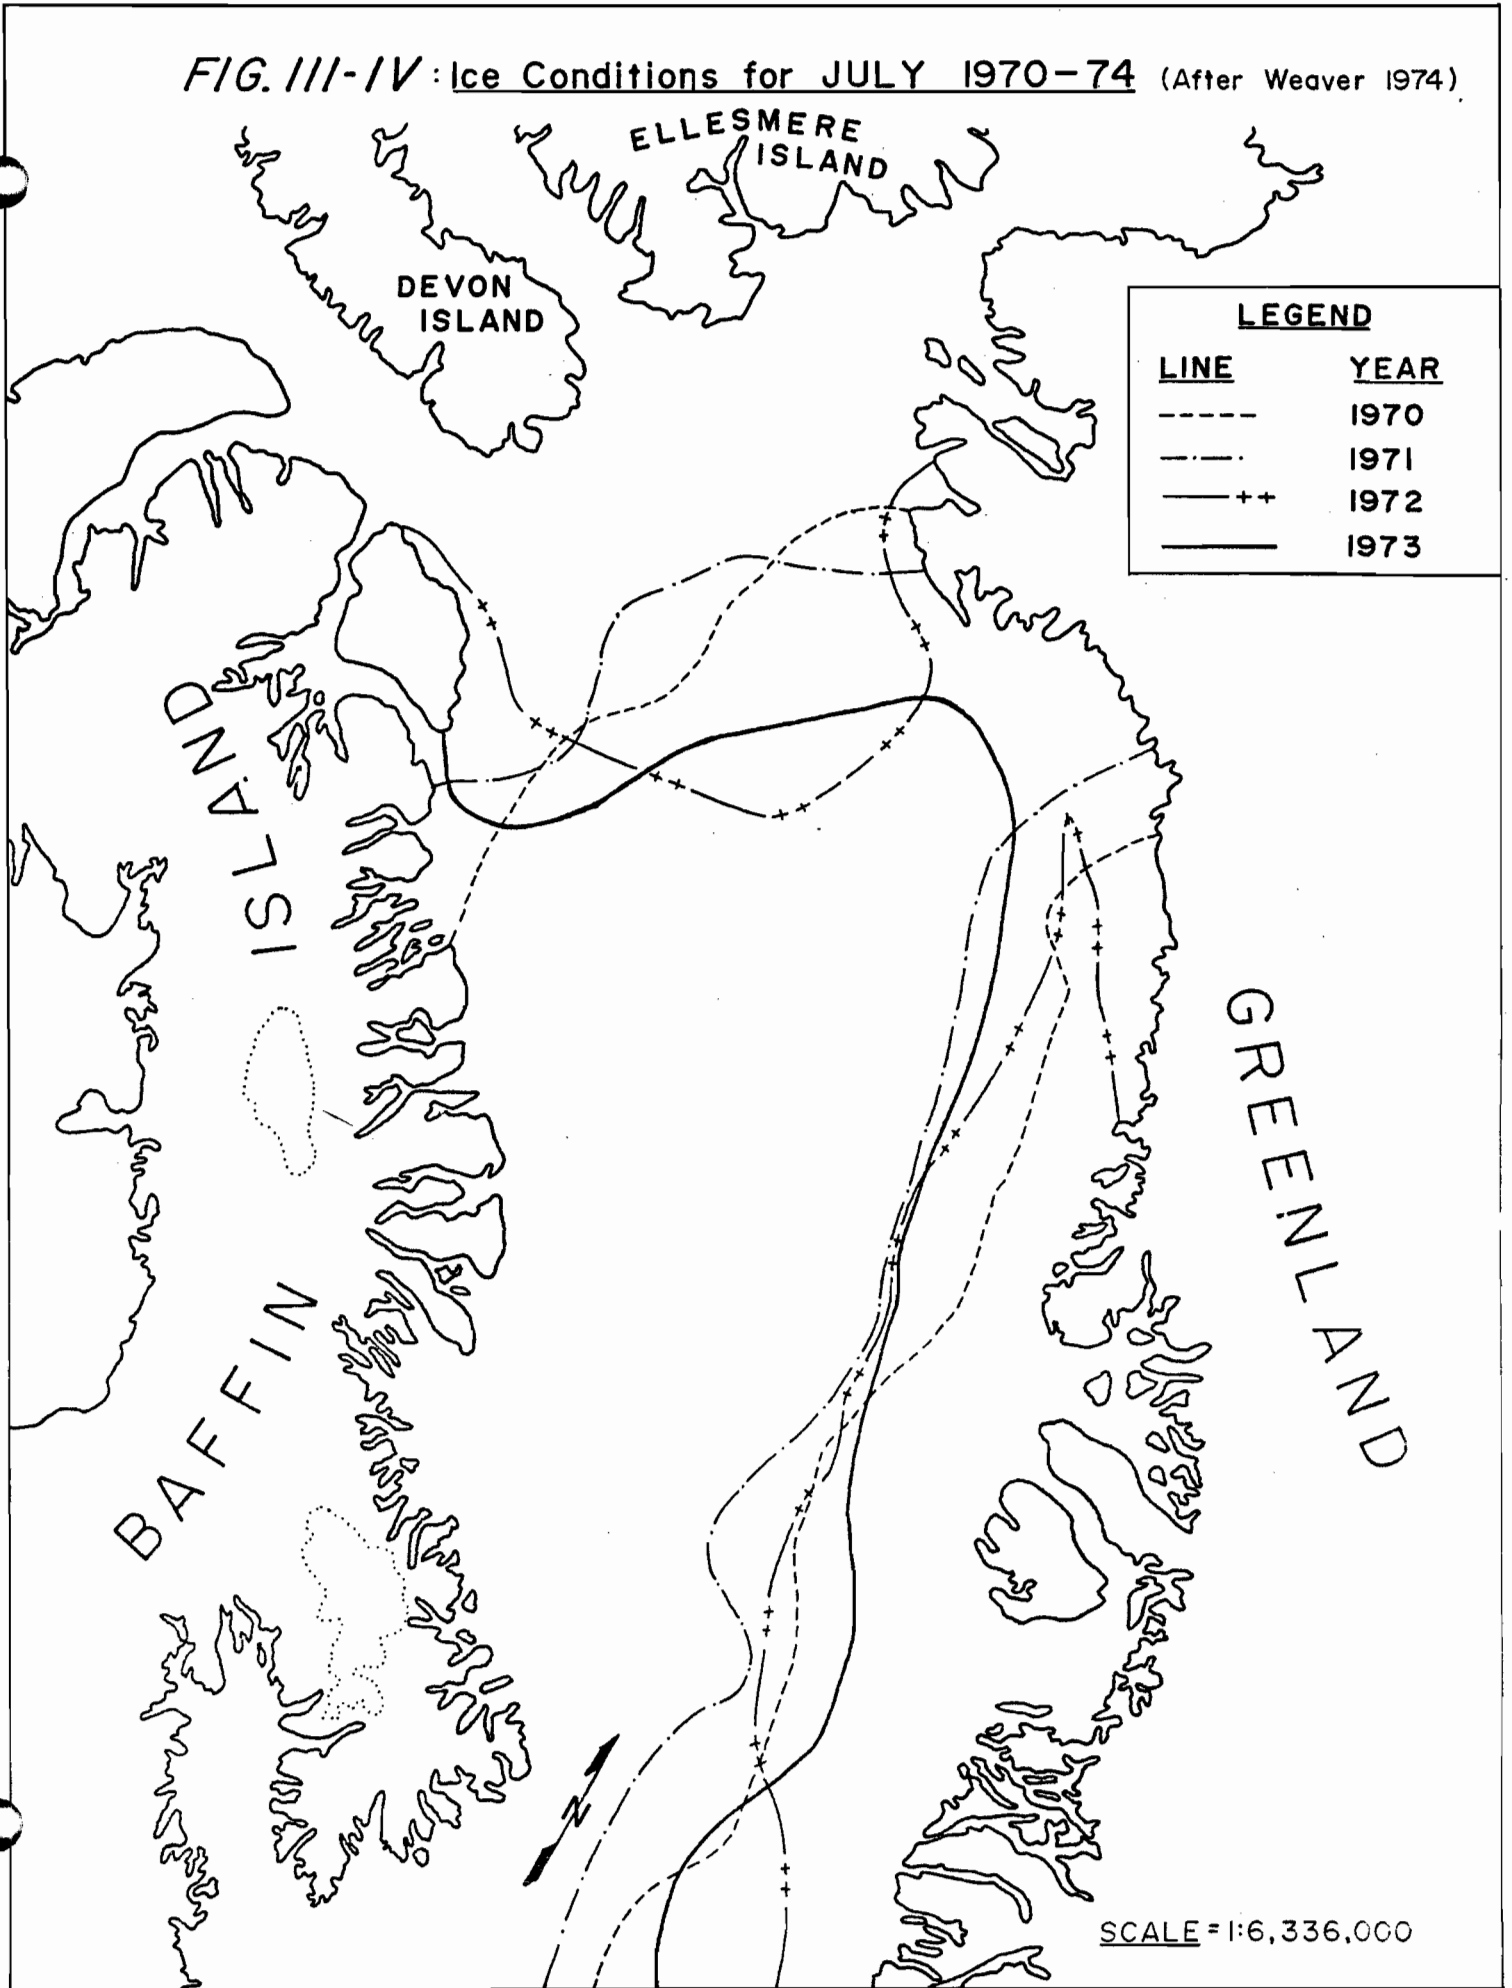 FIG. III-IV : Ice Conditions for JULY 1970-74 (After Weaver 1974)
ELLESMERE
ISLAND
DEVON
ISLAND
LEGEND
LINE YEAR
1970
1971
++ 1972
1973
BAFFIN ISLAND
GREENLAND
N
SCALE = 1:6,336,000